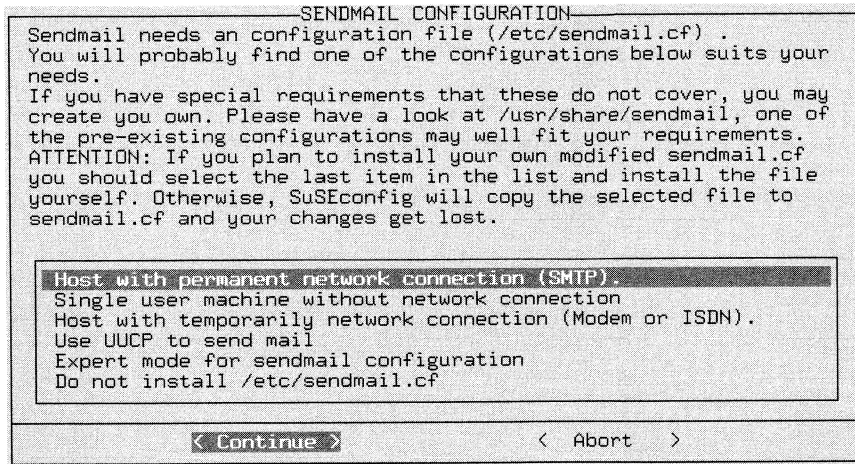 SENDMAIL CONFIGURATION
Sendmail needs an configuration file (/etc/sendmail.cf) .
You will probably find one of the configurations below suits your
needs.
If you have special requirements that these do not cover, you may
create you own. Please have a look at /usr/share/sendmail, one of
the pre-existing configurations may well fit your requirements.
ATTENTION: If you plan to install your own modified sendmail.cf
you should select the last item in the list and install the file
yourself. Otherwise, SuSEconfig will copy the selected file to
sendmail.cf and your changes get lost.
Host with permanent network connection (SMTP).
Single user machine without network connection
Host with temporarily network connection (Modem or ISDN).
Use UUCP to send mail
Expert mode for sendmail configuration
Do not install /etc/sendmail.cf
< Continue > < Abort >